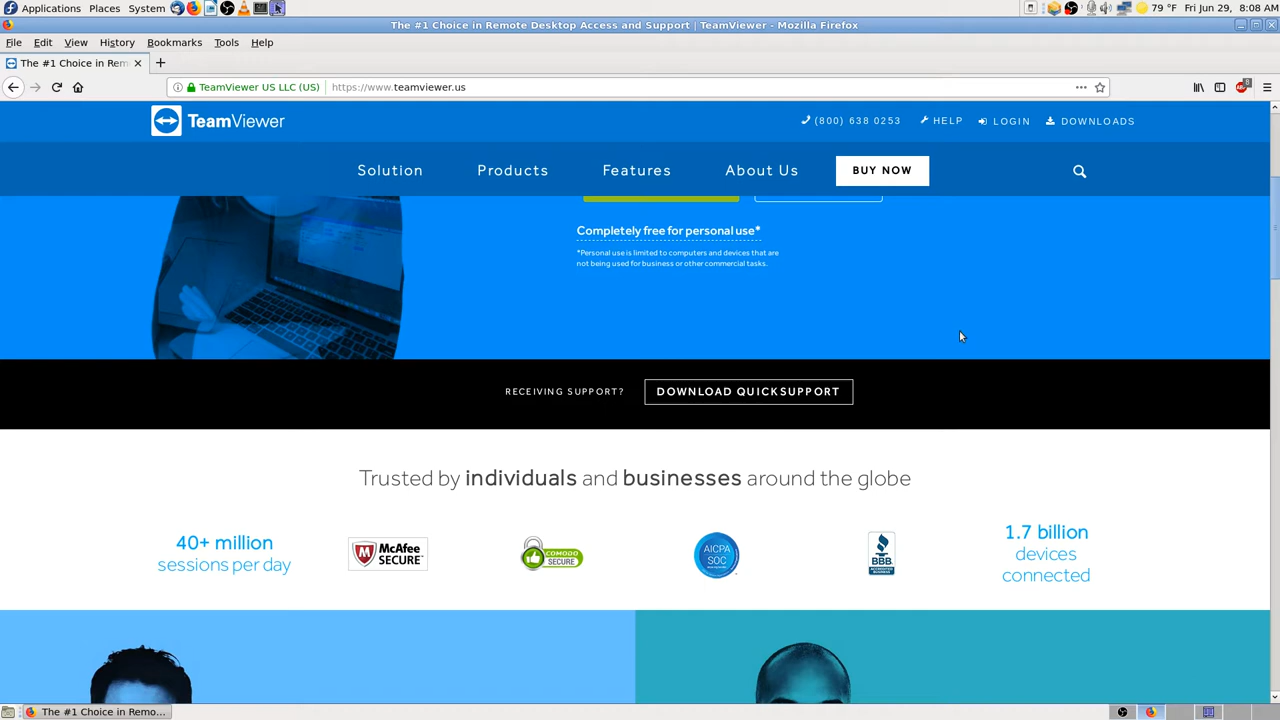 Applications Places System 79 °F Fri Jun 29, 8:08 AM
The #1 Choice in Remote Desktop Access and Support | TeamViewer - Mozilla Firefox
File Edit View History Bookmarks Tools Help
The #1 Choice in Rem
TeamViewer US LLC (US) https://www.teamviewer.us 8
TeamViewer (800) 638 0253 HELP LOGIN DOWNLOADS
Solution Products Features About Us BUY NOW
Completely free for personal use*
*Personal use is limited to computers and devices that are
not being used for business or other commercial tasks.
RECEIVING SUPPORT? DOWNLOAD QUICKSUPPORT
Trusted by individuals and businesses around the globe
40+ million
sessions per day
McAfee
SECURE
COMODO
SECURE
AICPA
SOC
BBB
ACCREDITED
BUSINESS
1.7 billion
devices
connected
The #1 Choice in Remo...